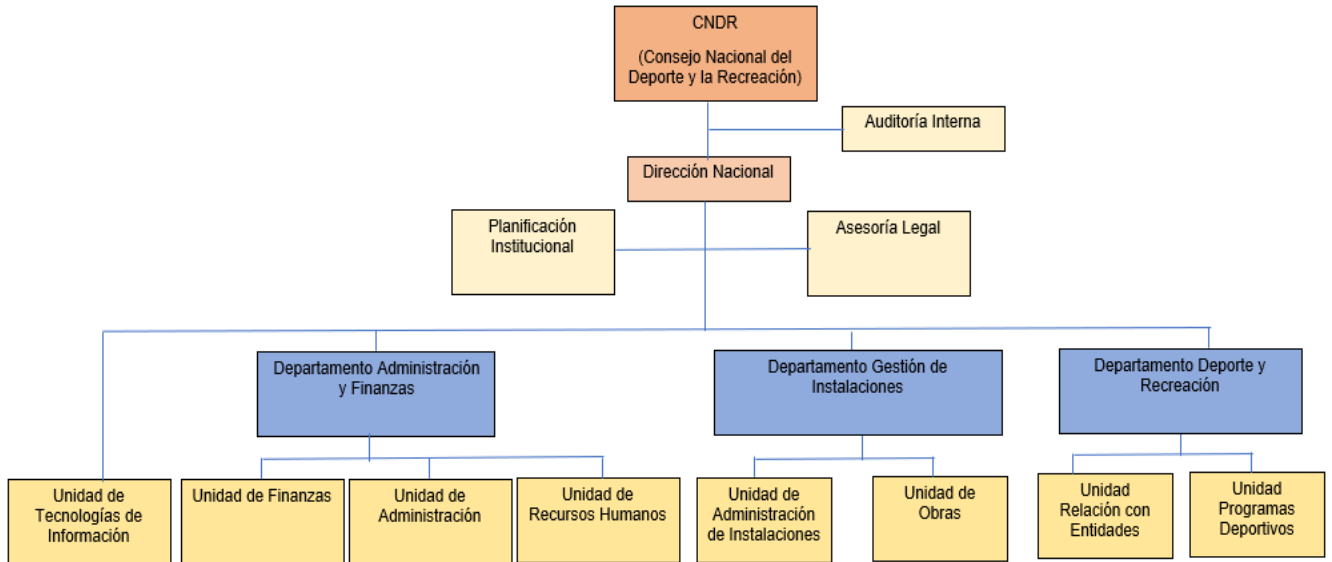 CNDR
(Consejo Nacional del
Deporte y la Recreación)
Auditoría Interna
Dirección Nacional
Planificación
Institucional
Asesoría Legal
Departamento Administración
y Finanzas
Departamento Gestión de
Instalaciones
Departamento Deporte y
Recreación
Unidad de
Tecnologías de
Información
Unidad de Finanzas
Unidad de
Administración
Unidad de
Recursos Humanos
Unidad de
Administración
de Instalaciones
Unidad de
Obras
Unidad
Relación con
Entidades
Unidad
Programas
Deportivos